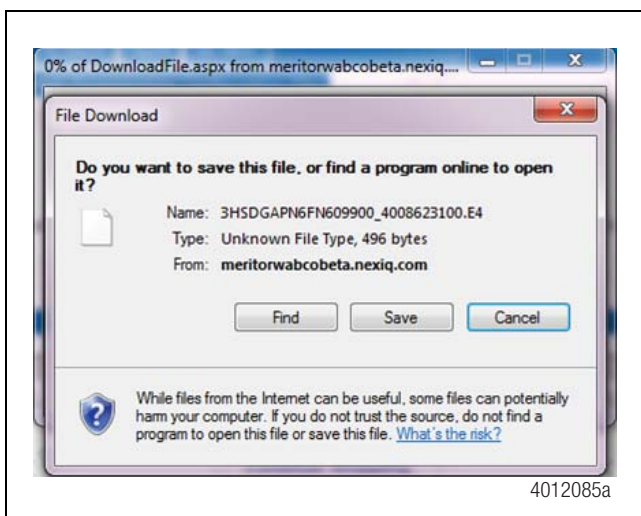 0% of DownloadFile.aspx from meritorwabcobeta.nexiq....
File Download
Do you want to save this file, or find a program online to open
it?
Name: 3HSDGAPN6FN609900_4008623100.E4
Type: Unknown File Type, 496 bytes
From: meritorwabcobeta.nexiq.com
Find Save Cancel
While files from the Internet can be useful, some files can potentially
harm your computer. If you do not trust the source, do not find a
program to open this file or save this file. What's the risk?
4012085a